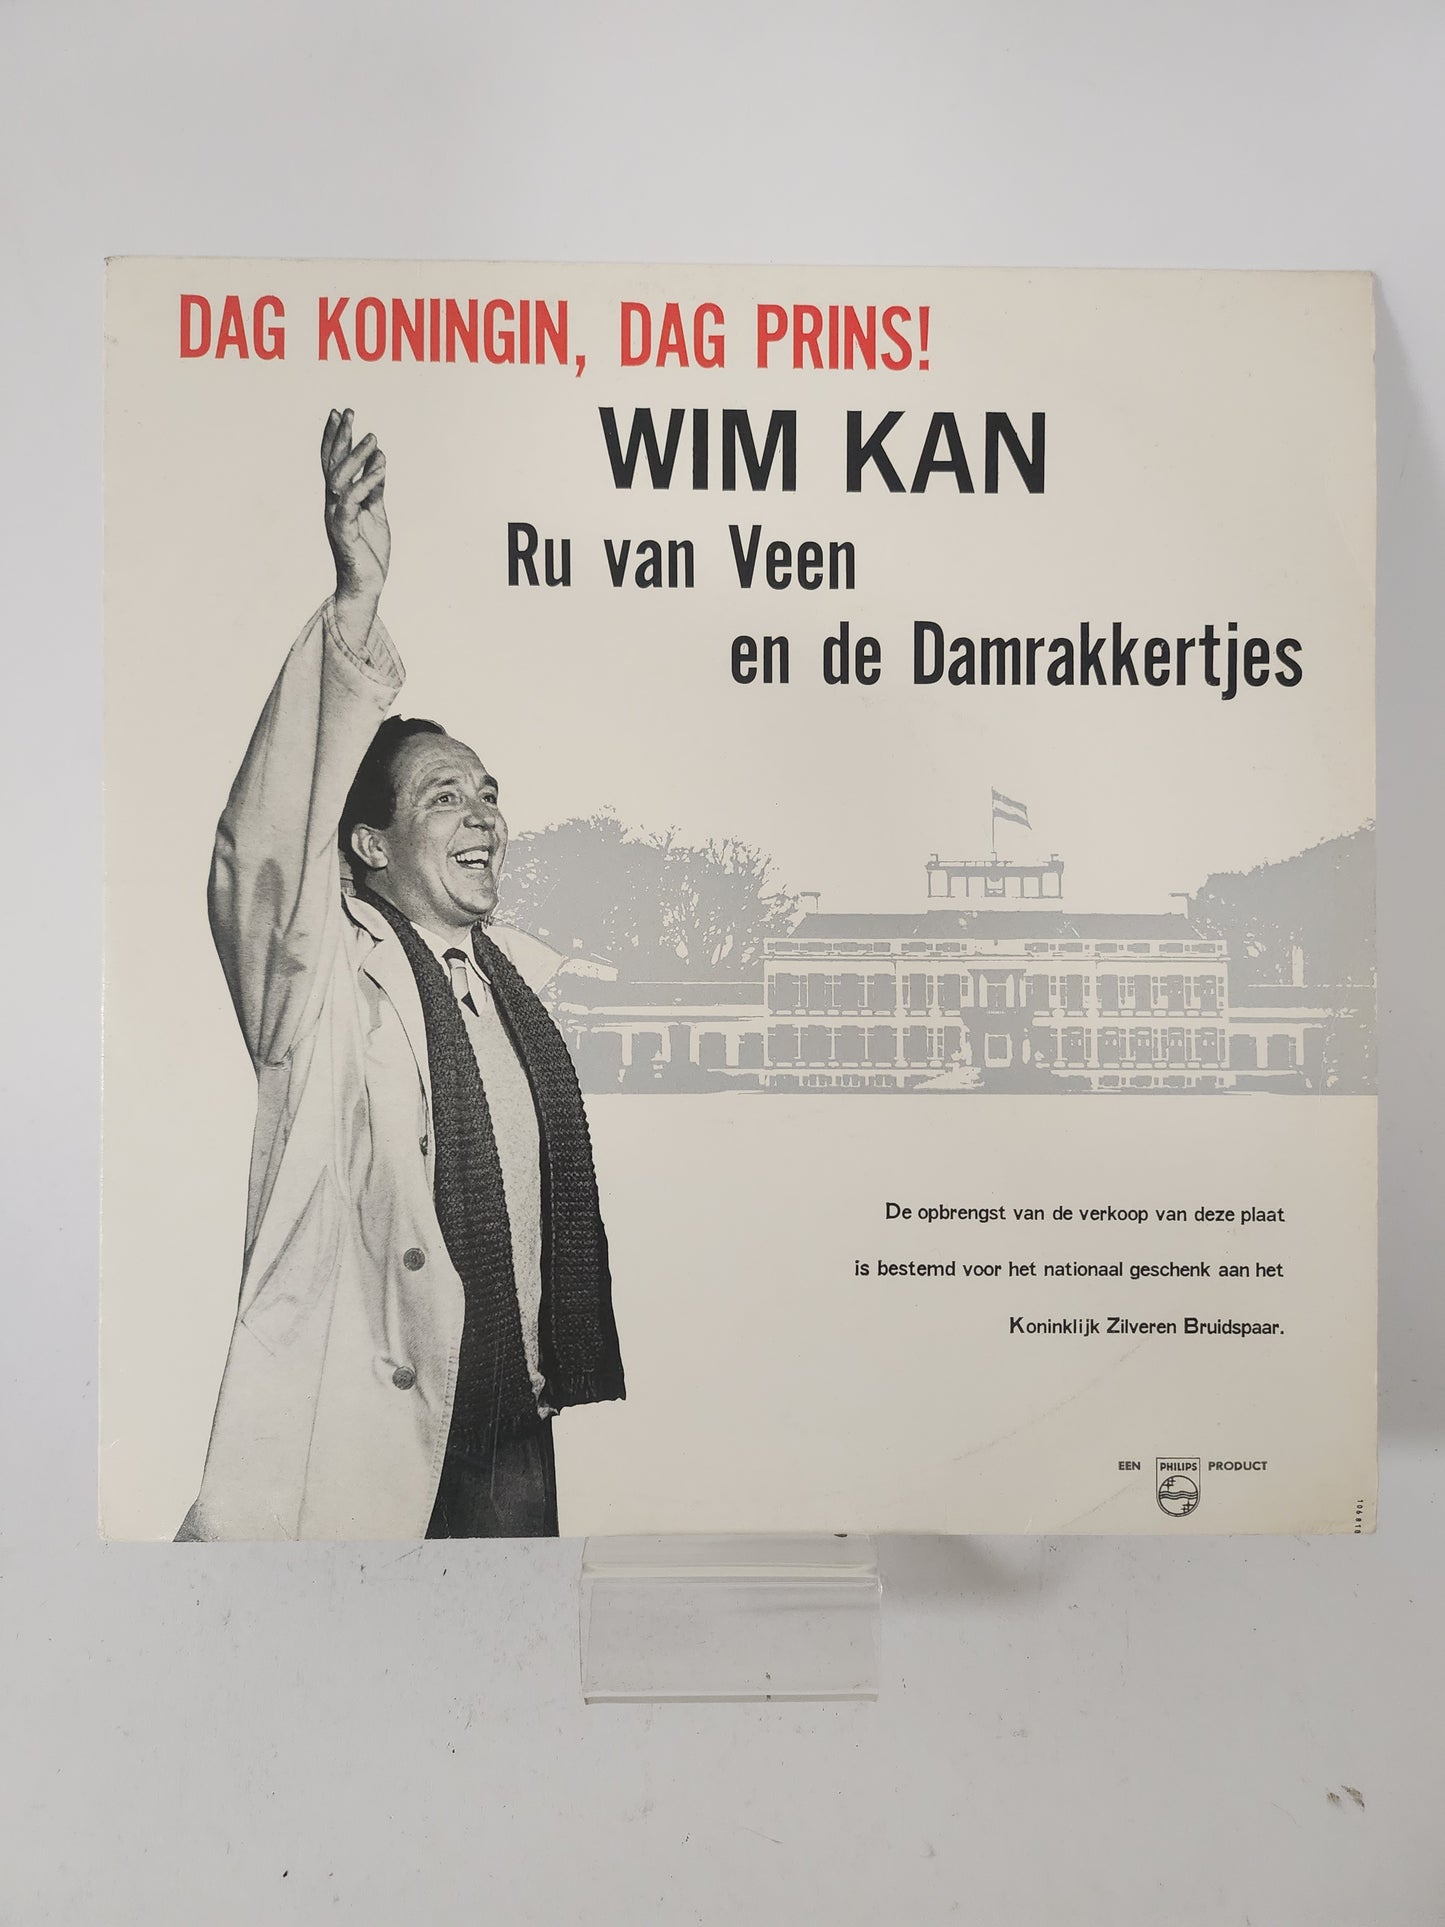 DAG KONINGIN, DAG PRINS!
WIM KAN
Ru van Veen
en de Damrakkertjes
De opbrengst van de verkoop van deze plaat
is bestemd voor het nationaal geschenk aan het
Koninklijk Zilveren Bruidspaar.
EEN PHILIPS PRODUCT